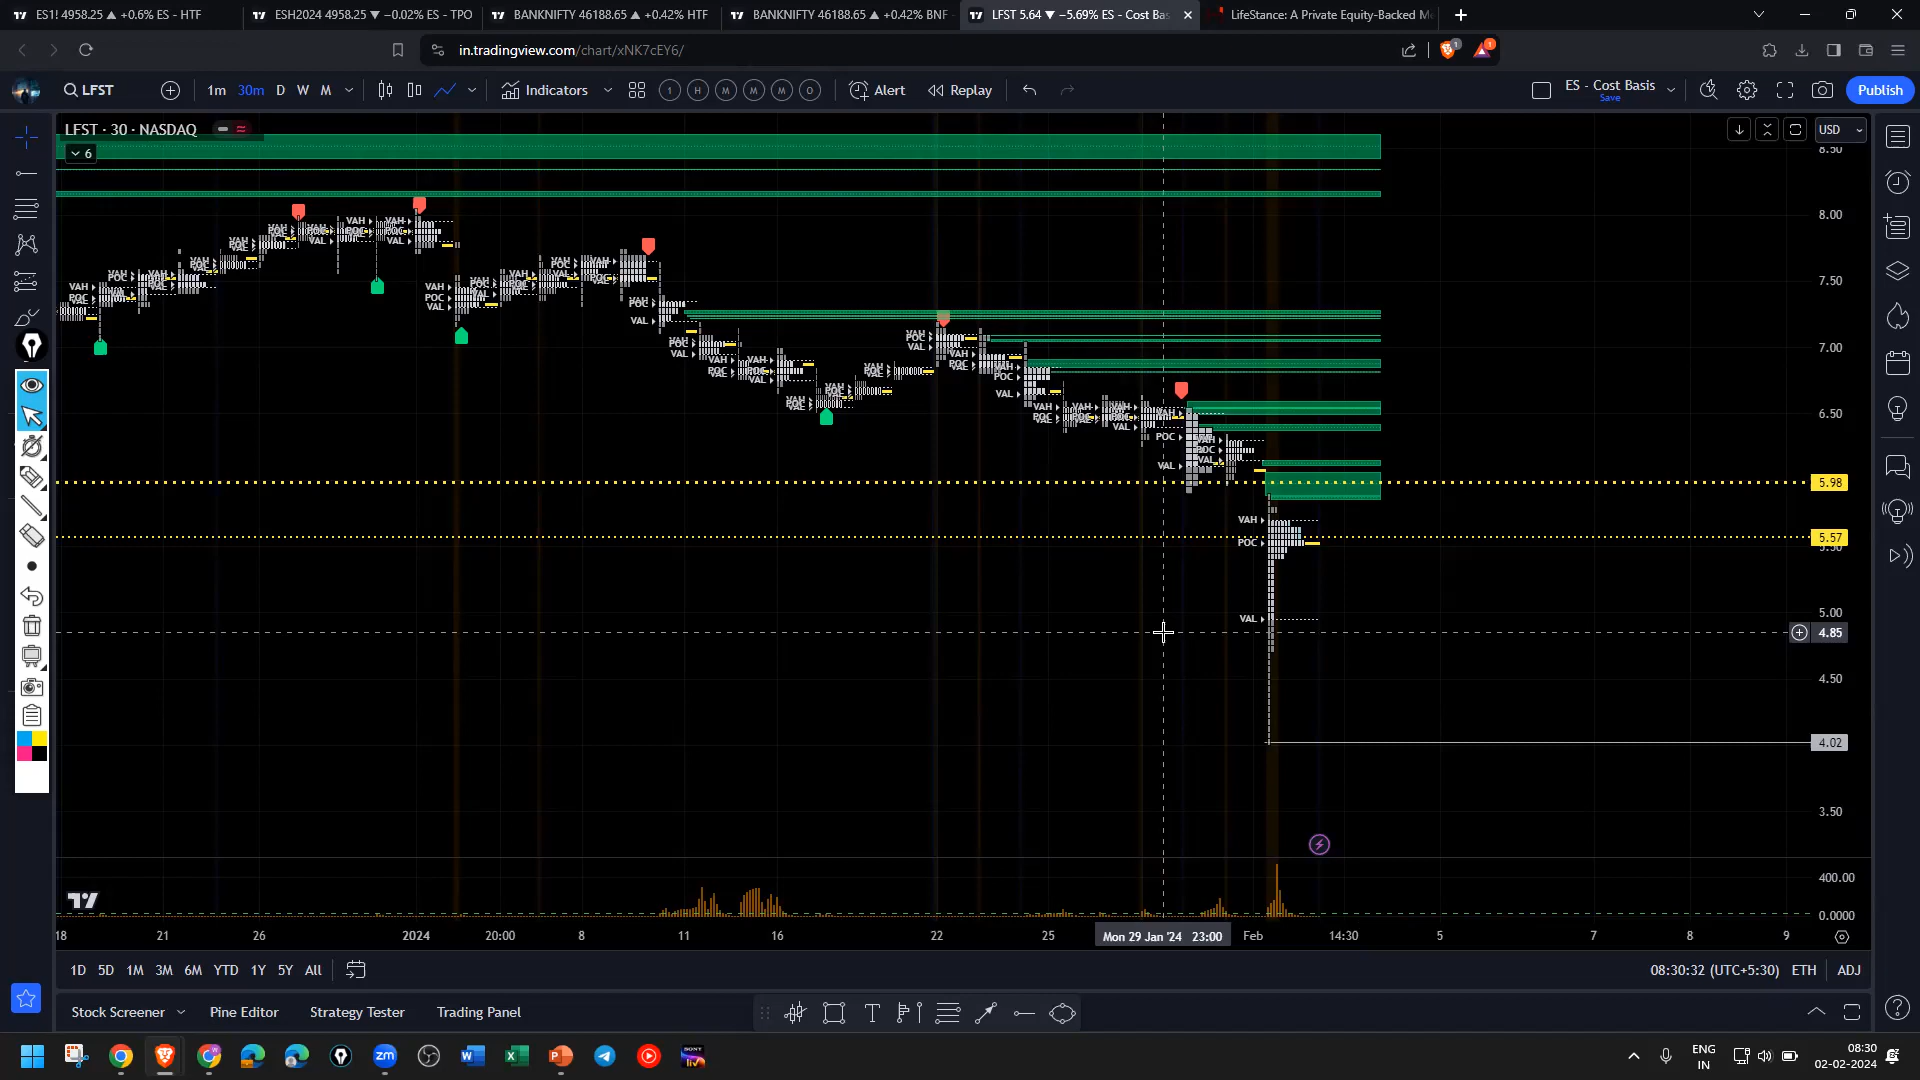 ES1! 4958.25 ▲ +0.6% ES - HTF
ESH2024 4958.25 ▼ −0.02% ES - TPO
BANKNIFTY 46188.65 ▲ +0.42% HTF
BANKNIFTY 46188.65 ▲ +0.42% BNF
LFST 5.64 ▼ −5.69% ES - Cost Bas
LifeStance: A Private Equity-Backed M
in.tradingview.com/chart/xNK7cEY6/
LFST
1m 30m D W M
Indicators
1 H M M M O
Alert
Replay
ES - Cost Basis
Save
Publish
LFST · 30 · NASDAQ
6
USD
8.50
8.00
7.50
7.00
6.50
5.98
5.57
5.50
5.00
4.85
4.50
4.02
3.50
400.00
0.0000
VAH
POC
VAL
18 21 26 2024 20:00 8 11 16 22 25 Mon 29 Jan '24 23:00 Feb 14:30 5 7 8 9
1D 5D 1M 3M 6M YTD 1Y 5Y All
08:30:32 (UTC+5:30) ETH ADJ
Stock Screener Pine Editor Strategy Tester Trading Panel
ENG
IN
08:30
02-02-2024